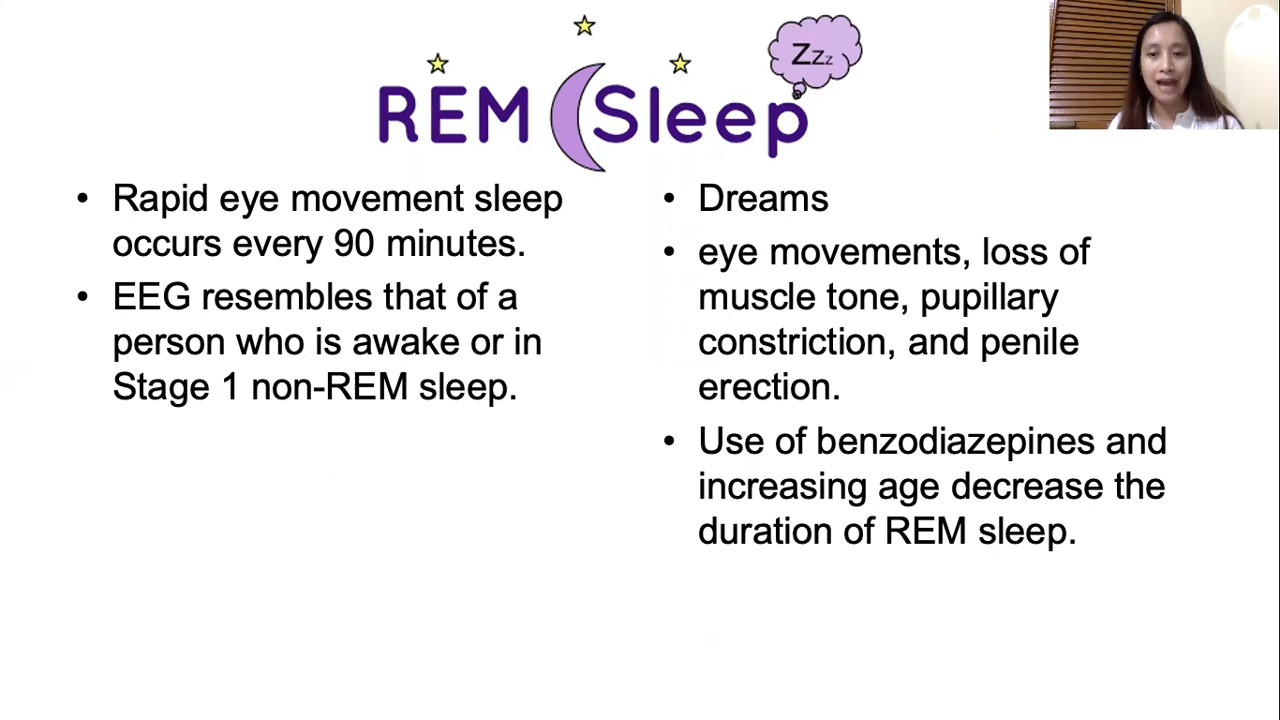 REM Sleep
Zzz
• Rapid eye movement sleep
occurs every 90 minutes.
• EEG resembles that of a
person who is awake or in
Stage 1 non-REM sleep.
• Dreams
• eye movements, loss of
muscle tone, pupillary
constriction, and penile
erection.
• Use of benzodiazepines and
increasing age decrease the
duration of REM sleep.